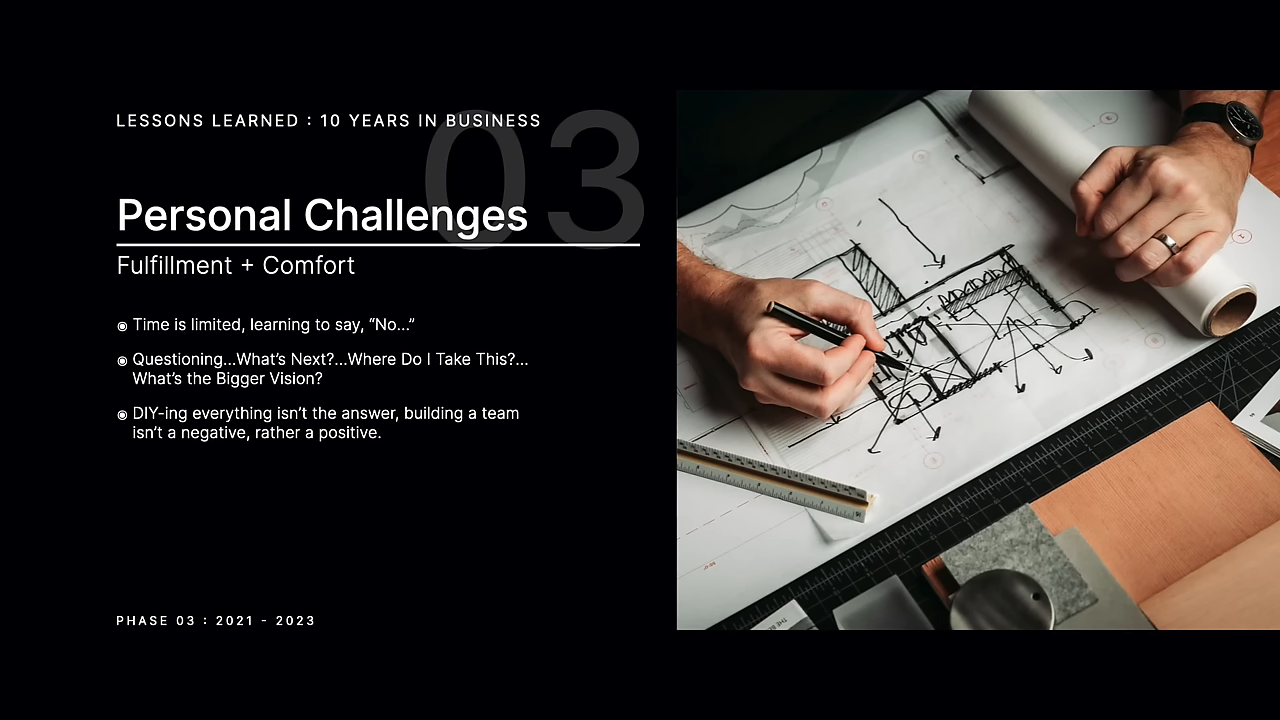 LESSONS LEARNED : 10 YEARS IN BUSINESS
03
Personal Challenges
Fulfillment + Comfort
◉ Time is limited, learning to say, “No...”
◉ Questioning...What’s Next?...Where Do I Take This?...
What’s the Bigger Vision?
◉ DIY-ing everything isn’t the answer, building a team
isn’t a negative, rather a positive.
PHASE 03 : 2021 - 2023